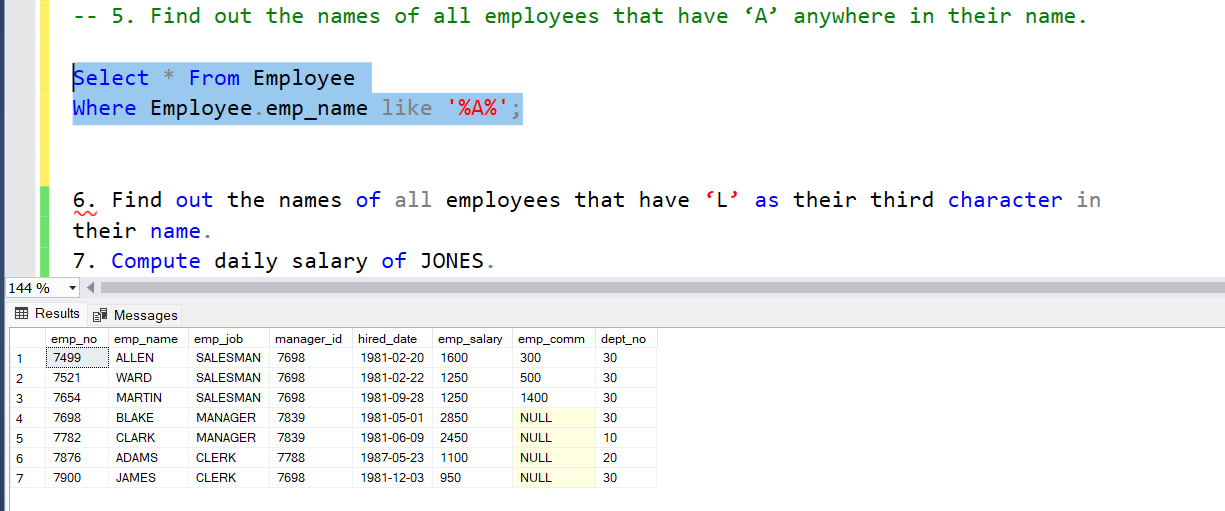 -- 5. Find out the names of all employees that have ‘A’ anywhere in their name.
Select * From Employee
Where Employee.emp_name like '%A%';
6. Find out the names of all employees that have ‘L’ as their third character in
their name.
7. Compute daily salary of JONES.
144 %
Results Messages
emp_no emp_name emp_job manager_id hired_date emp_salary emp_comm dept_no
1 7499 ALLEN SALESMAN 7698 1981-02-20 1600 300 30
2 7521 WARD SALESMAN 7698 1981-02-22 1250 500 30
3 7654 MARTIN SALESMAN 7698 1981-09-28 1250 1400 30
4 7698 BLAKE MANAGER 7839 1981-05-01 2850 NULL 30
5 7782 CLARK MANAGER 7839 1981-06-09 2450 NULL 10
6 7876 ADAMS CLERK 7788 1987-05-23 1100 NULL 20
7 7900 JAMES CLERK 7698 1981-12-03 950 NULL 30